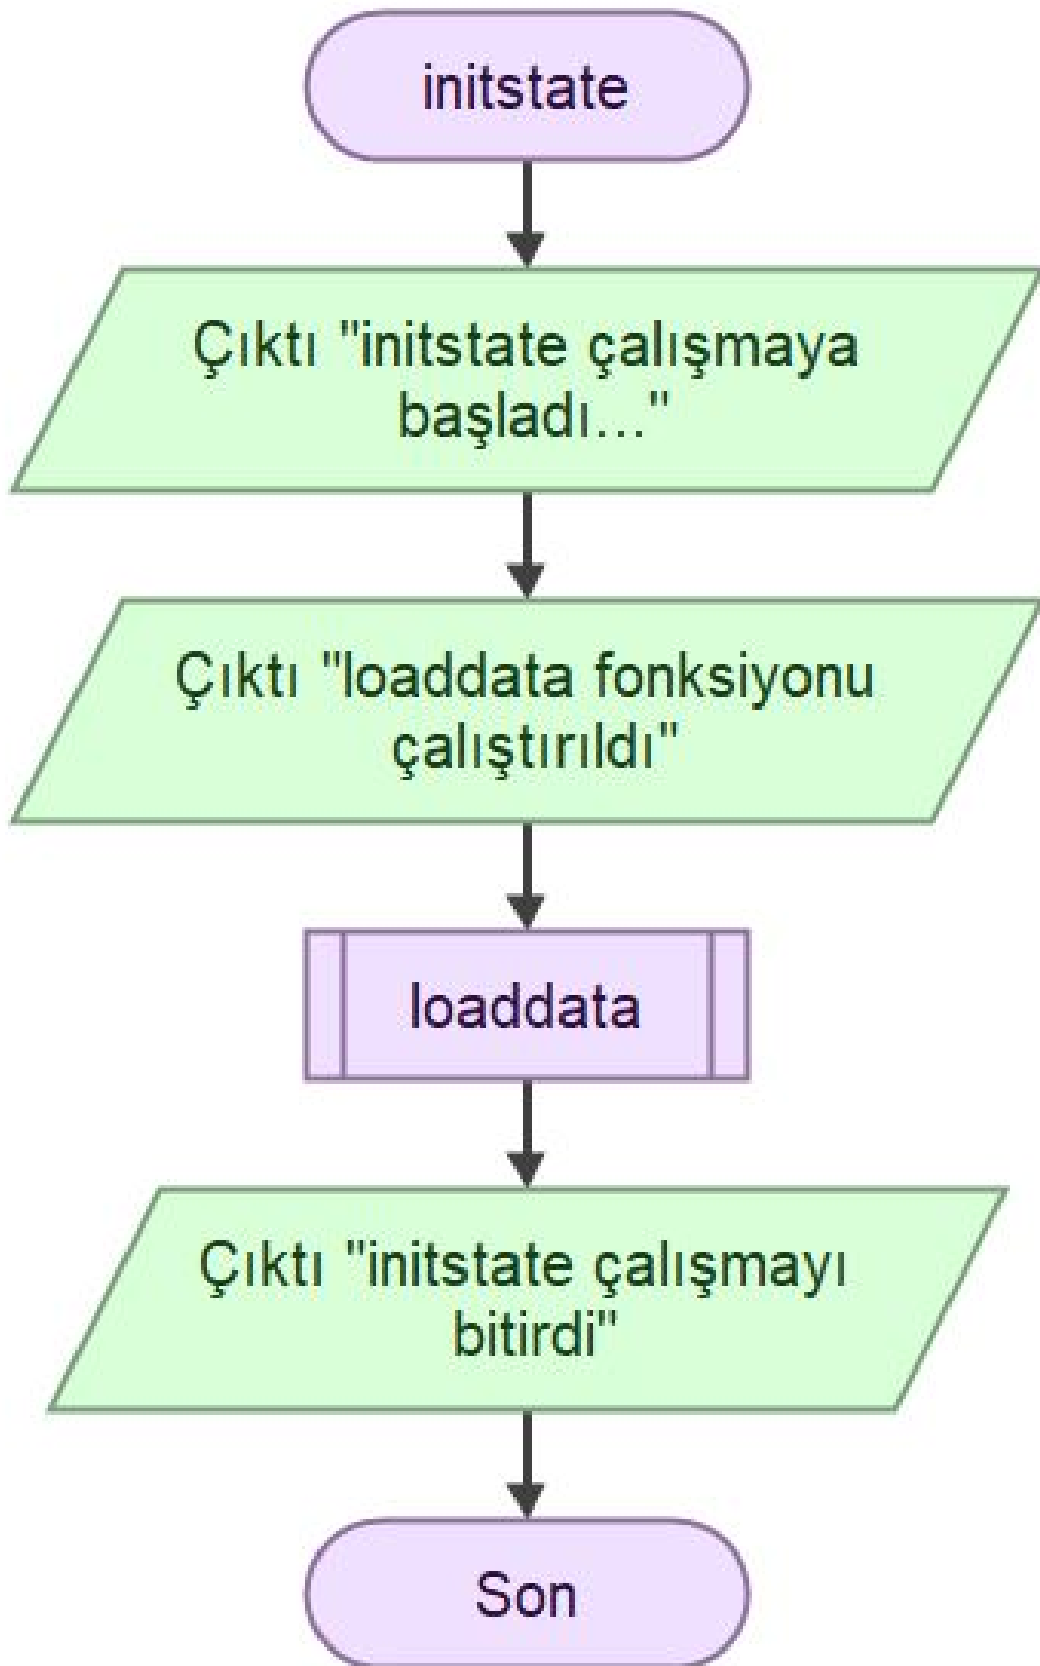 initstate
Çıktı "initstate çalışmaya
başladı..."
Çıktı "loaddata fonksiyonu
çalıştırıldı"
loaddata
Çıktı "initstate çalışmayı
bitirdi"
Son